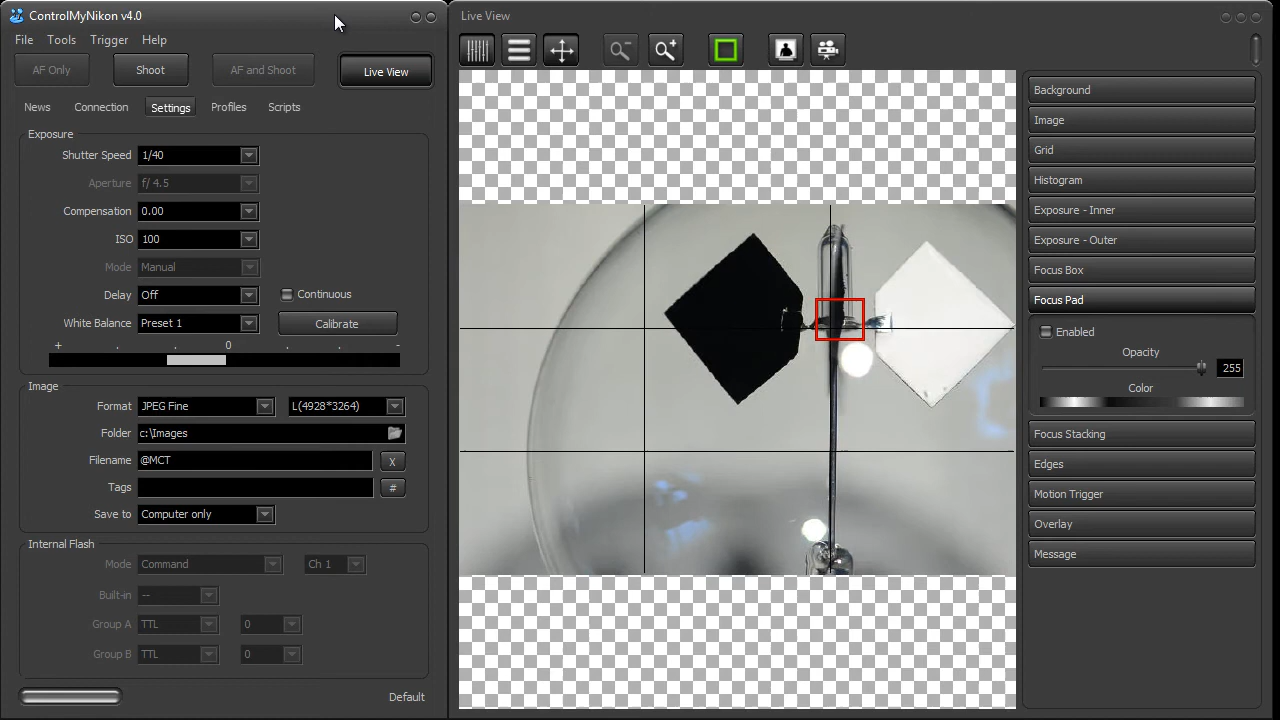 ControlMyNikon v4.0
File Tools Trigger Help
AF Only Shoot AF and Shoot Live View
News Connection Settings Profiles Scripts
Exposure
Shutter Speed 1/40
Aperture f/ 4.5
Compensation 0.00
ISO 100
Mode Manual
Delay Off Continuous
White Balance Preset 1 Calibrate
+ . . 0 . . -
Image
Format JPEG Fine L(4928*3264)
Folder c:\Images
Filename @MCT X
Tags #
Save to Computer only
Internal Flash
Mode Command Ch 1
Built-in --
Group A TTL 0
Group B TTL 0
Default
Live View
Background
Image
Grid
Histogram
Exposure - Inner
Exposure - Outer
Focus Box
Focus Pad
Enabled
Opacity
255
Color
Focus Stacking
Edges
Motion Trigger
Overlay
Message